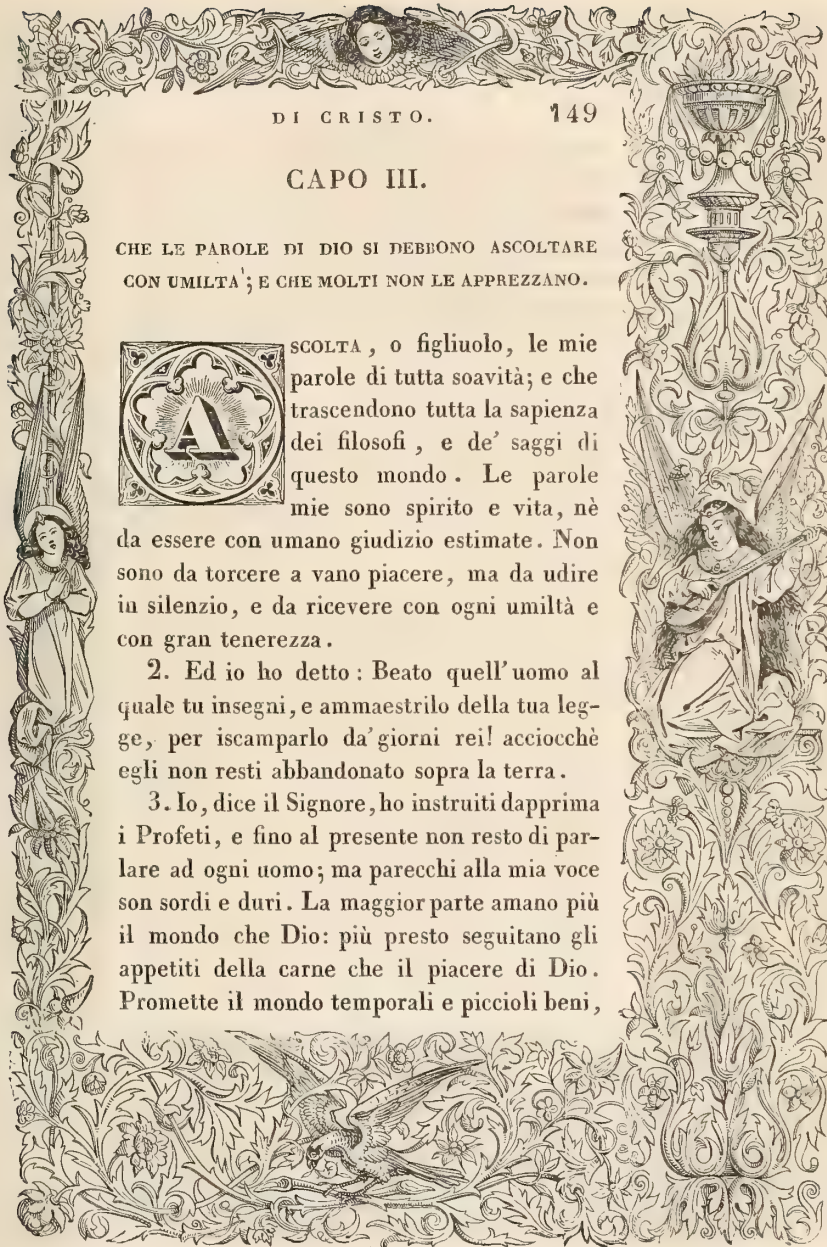 DI CRISTO. 149
CAPO III.
CHE LE PAROLE DI DIO SI DEBBONO ASCOLTARE
CON UMILTA'; E CHE MOLTI NON LE APPREZZANO.
ASCOLTA, o figliuolo, le mie
parole di tutta soavità; e che
trascendono tutta la sapienza
dei filosofi, e de' saggi di
questo mondo. Le parole
mie sono spirito e vita, nè
da essere con umano giudizio estimate. Non
sono da torcere a vano piacere, ma da udire
in silenzio, e da ricevere con ogni umiltà e
con gran tenerezza.
2. Ed io ho detto: Beato quell'uomo al
quale tu insegni, e ammaestrilo della tua leg-
ge, per iscamparlo da' giorni rei! acciocchè
egli non resti abbandonato sopra la terra.
3. Io, dice il Signore, ho instruiti dapprima
i Profeti, e fino al presente non resto di par-
lare ad ogni uomo; ma parecchi alla mia voce
son sordi e duri. La maggior parte amano più
il mondo che Dio: più presto seguitano gli
appetiti della carne che il piacere di Dio.
Promette il mondo temporali e piccioli beni,